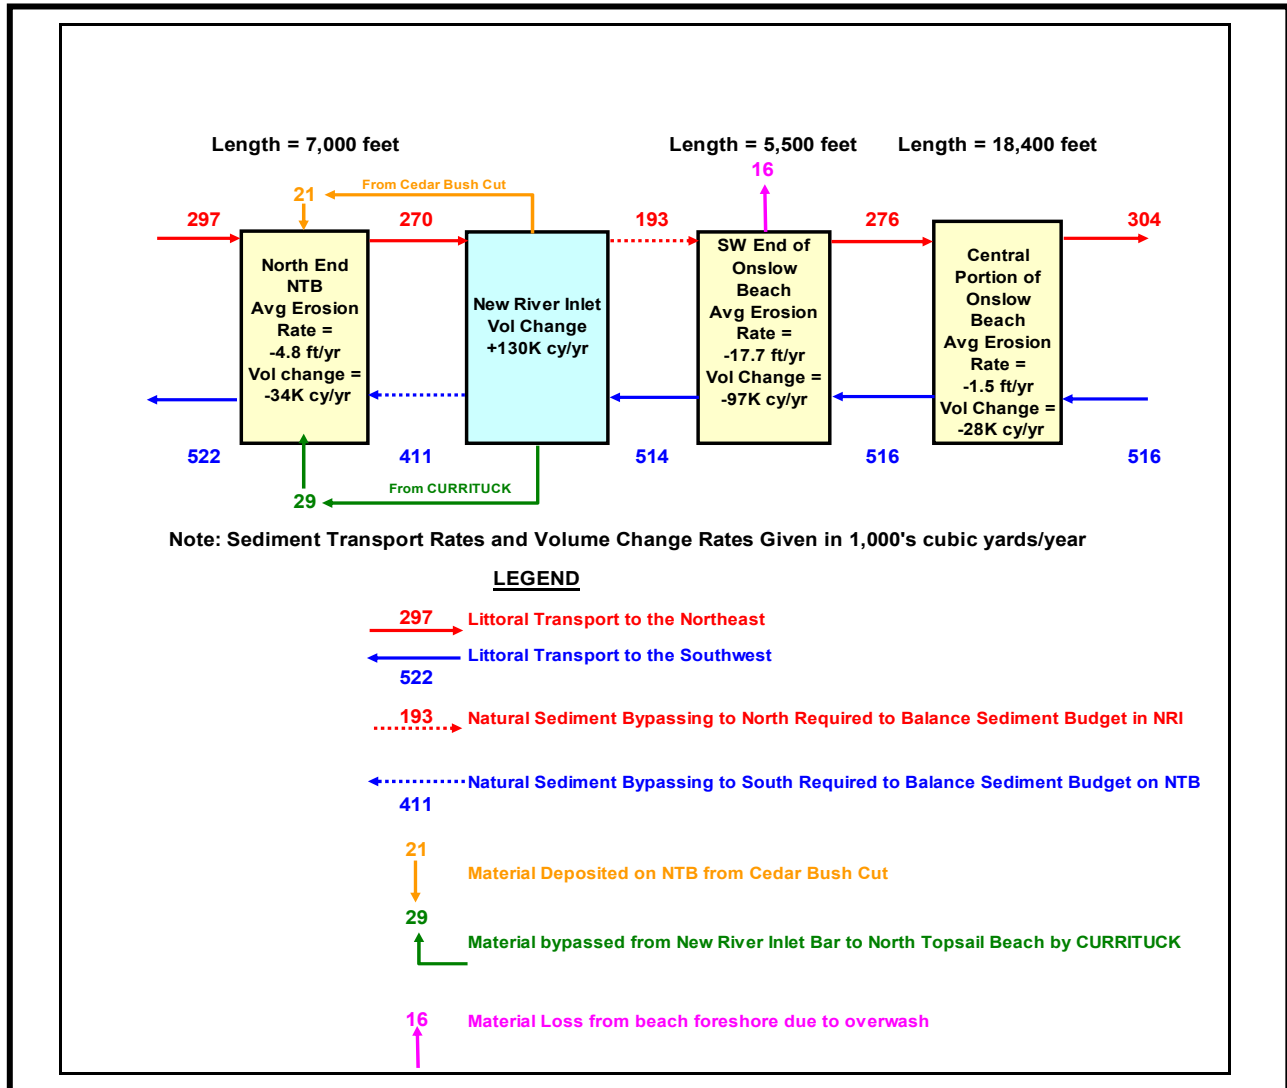 Length = 7,000 feet
Length = 5,500 feet
Length = 18,400 feet
16
21
From Cedar Bush Cut
297
270
193
276
304
North End
NTB
Avg Erosion
Rate =
-4.8 ft/yr
Vol change =
-34K cy/yr
New River Inlet
Vol Change
+130K cy/yr
SW End of
Onslow
Beach
Avg Erosion
Rate =
-17.7 ft/yr
Vol Change =
-97K cy/yr
Central
Portion of
Onslow
Beach
Avg Erosion
Rate =
-1.5 ft/yr
Vol Change =
-28K cy/yr
522
411
514
516
516
29
From CURRITUCK
Note: Sediment Transport Rates and Volume Change Rates Given in 1,000's cubic yards/year
LEGEND
297
Littoral Transport to the Northeast
Littoral Transport to the Southwest
522
193
Natural Sediment Bypassing to North Required to Balance Sediment Budget in NRI
Natural Sediment Bypassing to South Required to Balance Sediment Budget on NTB
411
21
Material Deposited on NTB from Cedar Bush Cut
29
Material bypassed from New River Inlet Bar to North Topsail Beach by CURRITUCK
16
Material Loss from beach foreshore due to overwash